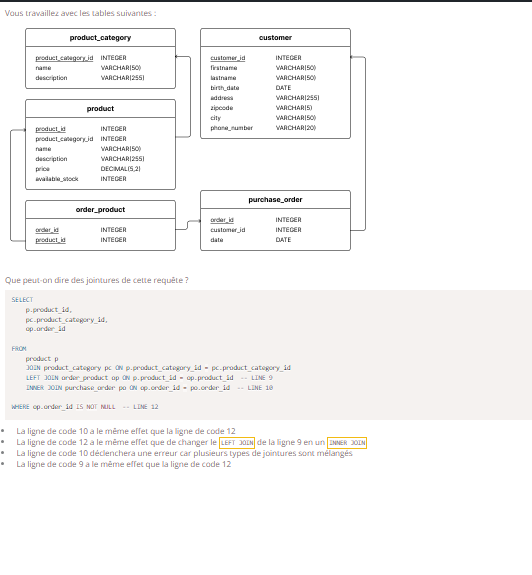 Vous travaillez avec les tables suivantes :
product_category
product_category_id INTEGER
name VARCHAR(50)
description VARCHAR(255)
customer
customer_id INTEGER
firstname VARCHAR(50)
lastname VARCHAR(50)
birth_date DATE
address VARCHAR(255)
zipcode VARCHAR(5)
city VARCHAR(50)
phone_number VARCHAR(20)
product
product_id INTEGER
product_category_id INTEGER
name VARCHAR(50)
description VARCHAR(255)
price DECIMAL(5,2)
available_stock INTEGER
order_product
order_id INTEGER
product_id INTEGER
purchase_order
order_id INTEGER
customer_id INTEGER
date DATE
Que peut-on dire des jointures de cette requête ?
SELECT
p.product_id,
pc.product_category_id,
op.order_id
FROM
product p
JOIN product_category pc ON p.product_category_id = pc.product_category_id
LEFT JOIN order_product op ON p.product_id = op.product_id -- LINE 9
INNER JOIN purchase_order po ON op.order_id = po.order_id -- LINE 10
WHERE op.order_id IS NOT NULL -- LINE 12
La ligne de code 10 a le même effet que la ligne de code 12
La ligne de code 12 a le même effet que de changer le LEFT JOIN de la ligne 9 en un INNER JOIN
La ligne de code 10 déclenchera une erreur car plusieurs types de jointures sont mélangés
La ligne de code 9 a le même effet que la ligne de code 12